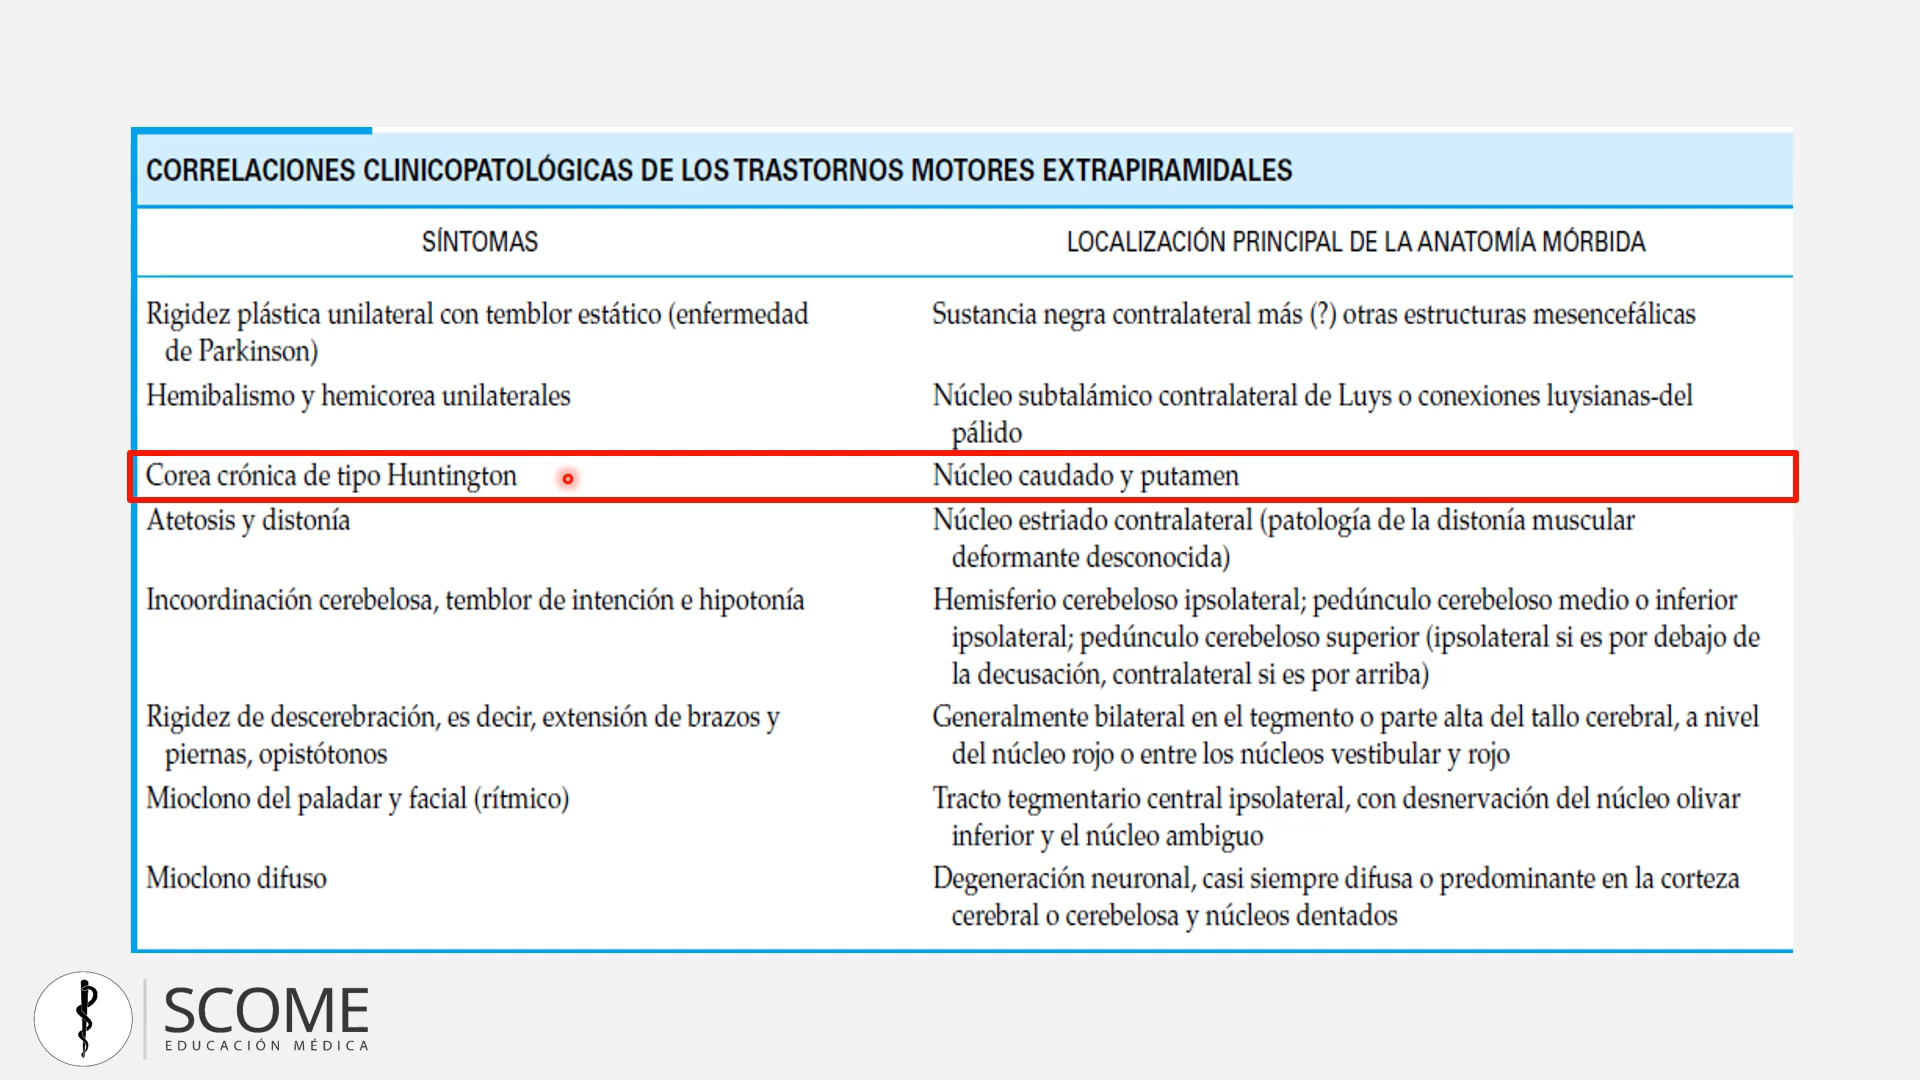 CORRELACIONES CLINICOPATOLÓGICAS DE LOS TRASTORNOS MOTORES EXTRAPIRAMIDALES
SÍNTOMAS
LOCALIZACIÓN PRINCIPAL DE LA ANATOMÍA MÓRBIDA
Rigidez plástica unilateral con temblor estático (enfermedad
de Parkinson)
Sustancia negra contralateral más (?) otras estructuras mesencefálicas
Hemibalismo y hemicorea unilaterales
Núcleo subtalámico contralateral de Luys o conexiones luysianas-del
pálido
Corea crónica de tipo Huntington
Núcleo caudado y putamen
Atetosis y distonía
Núcleo estriado contralateral (patología de la distonía muscular
deformante desconocida)
Incoordinación cerebelosa, temblor de intención e hipotonía
Hemisferio cerebeloso ipsolateral; pedúnculo cerebeloso medio o inferior
ipsolateral; pedúnculo cerebeloso superior (ipsolateral si es por debajo de
la decusación, contralateral si es por arriba)
Rigidez de descerebración, es decir, extensión de brazos y
piernas, opistótonos
Generalmente bilateral en el tegmento o parte alta del tallo cerebral, a nivel
del núcleo rojo o entre los núcleos vestibular y rojo
Mioclono del paladar y facial (rítmico)
Tracto tegmentario central ipsolateral, con desnervación del núcleo olivar
inferior y el núcleo ambiguo
Mioclono difuso
Degeneración neuronal, casi siempre difusa o predominante en la corteza
cerebral o cerebelosa y núcleos dentados
SCOME
EDUCACIÓN MÉDICA